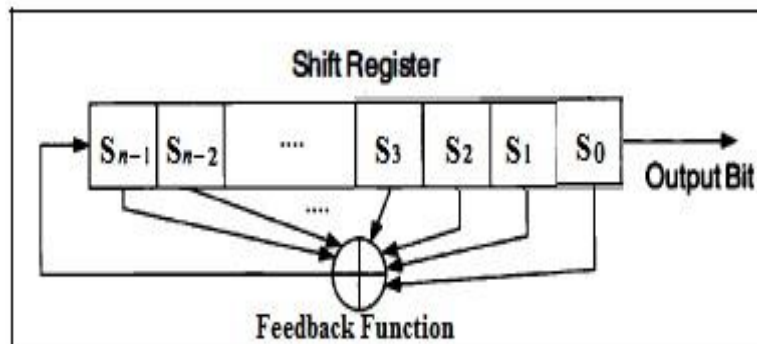 Shift Register
Sn-1 Sn-2 .... S3 S2 S1 S0
Output Bit
....
Feedback Function